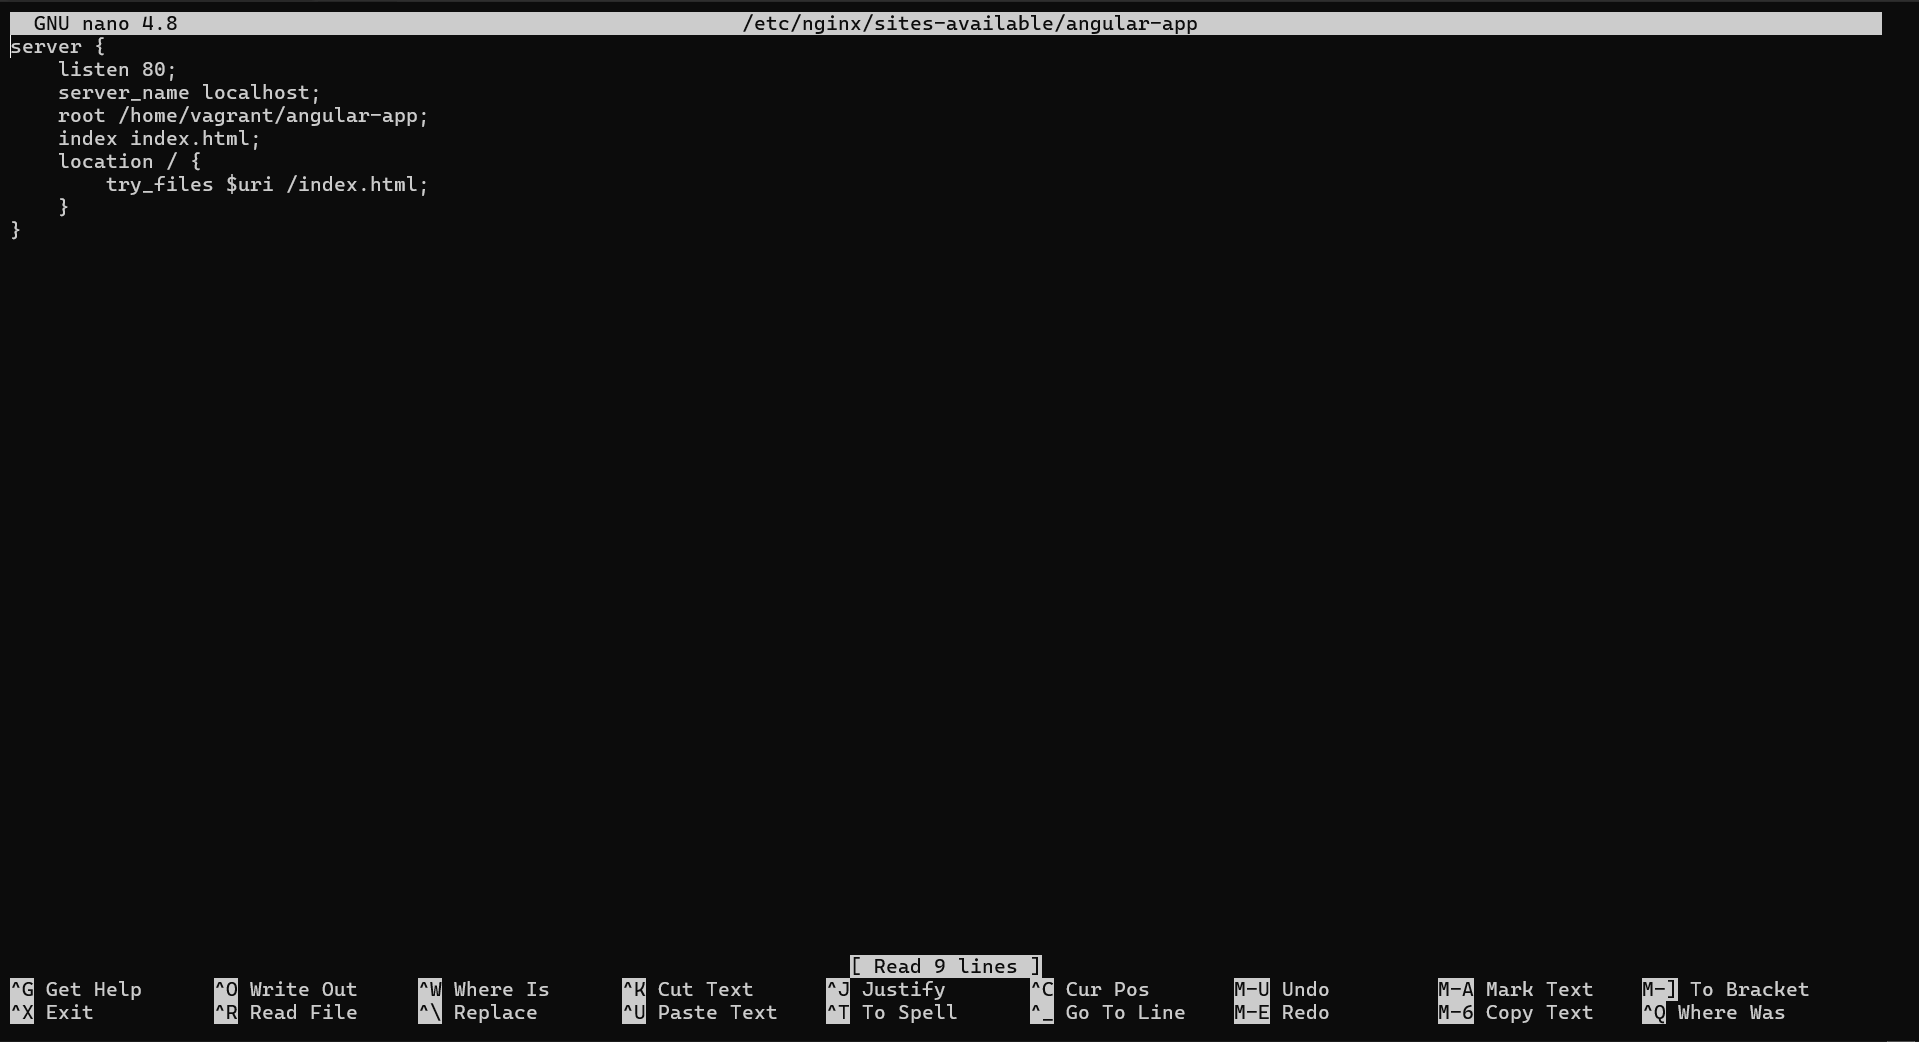 GNU nano 4.8 /etc/nginx/sites-available/angular-app
server {
    listen 80;
    server_name localhost;
    root /home/vagrant/angular-app;
    index index.html;
    location / {
        try_files $uri /index.html;
    }
}
[ Read 9 lines ]
^G Get Help ^O Write Out ^W Where Is ^K Cut Text ^J Justify ^C Cur Pos M-U Undo M-A Mark Text M-] To Bracket
^X Exit ^R Read File ^\ Replace ^U Paste Text ^T To Spell ^_ Go To Line M-E Redo M-6 Copy Text ^Q Where Was